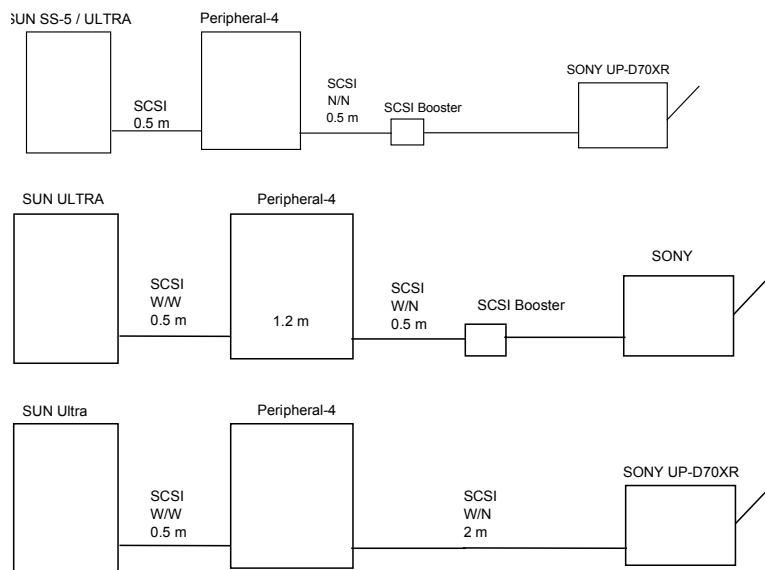 SUN SS-5 / ULTRA
Peripheral-4
SONY UP-D70XR
SCSI
0.5 m
SCSI
N/N
0.5 m
SCSI Booster
SUN ULTRA
Peripheral-4
SONY
SCSI
W/W
0.5 m
1.2 m
SCSI
W/N
0.5 m
SCSI Booster
SUN Ultra
Peripheral-4
SONY UP-D70XR
SCSI
W/W
0.5 m
SCSI
W/N
2 m